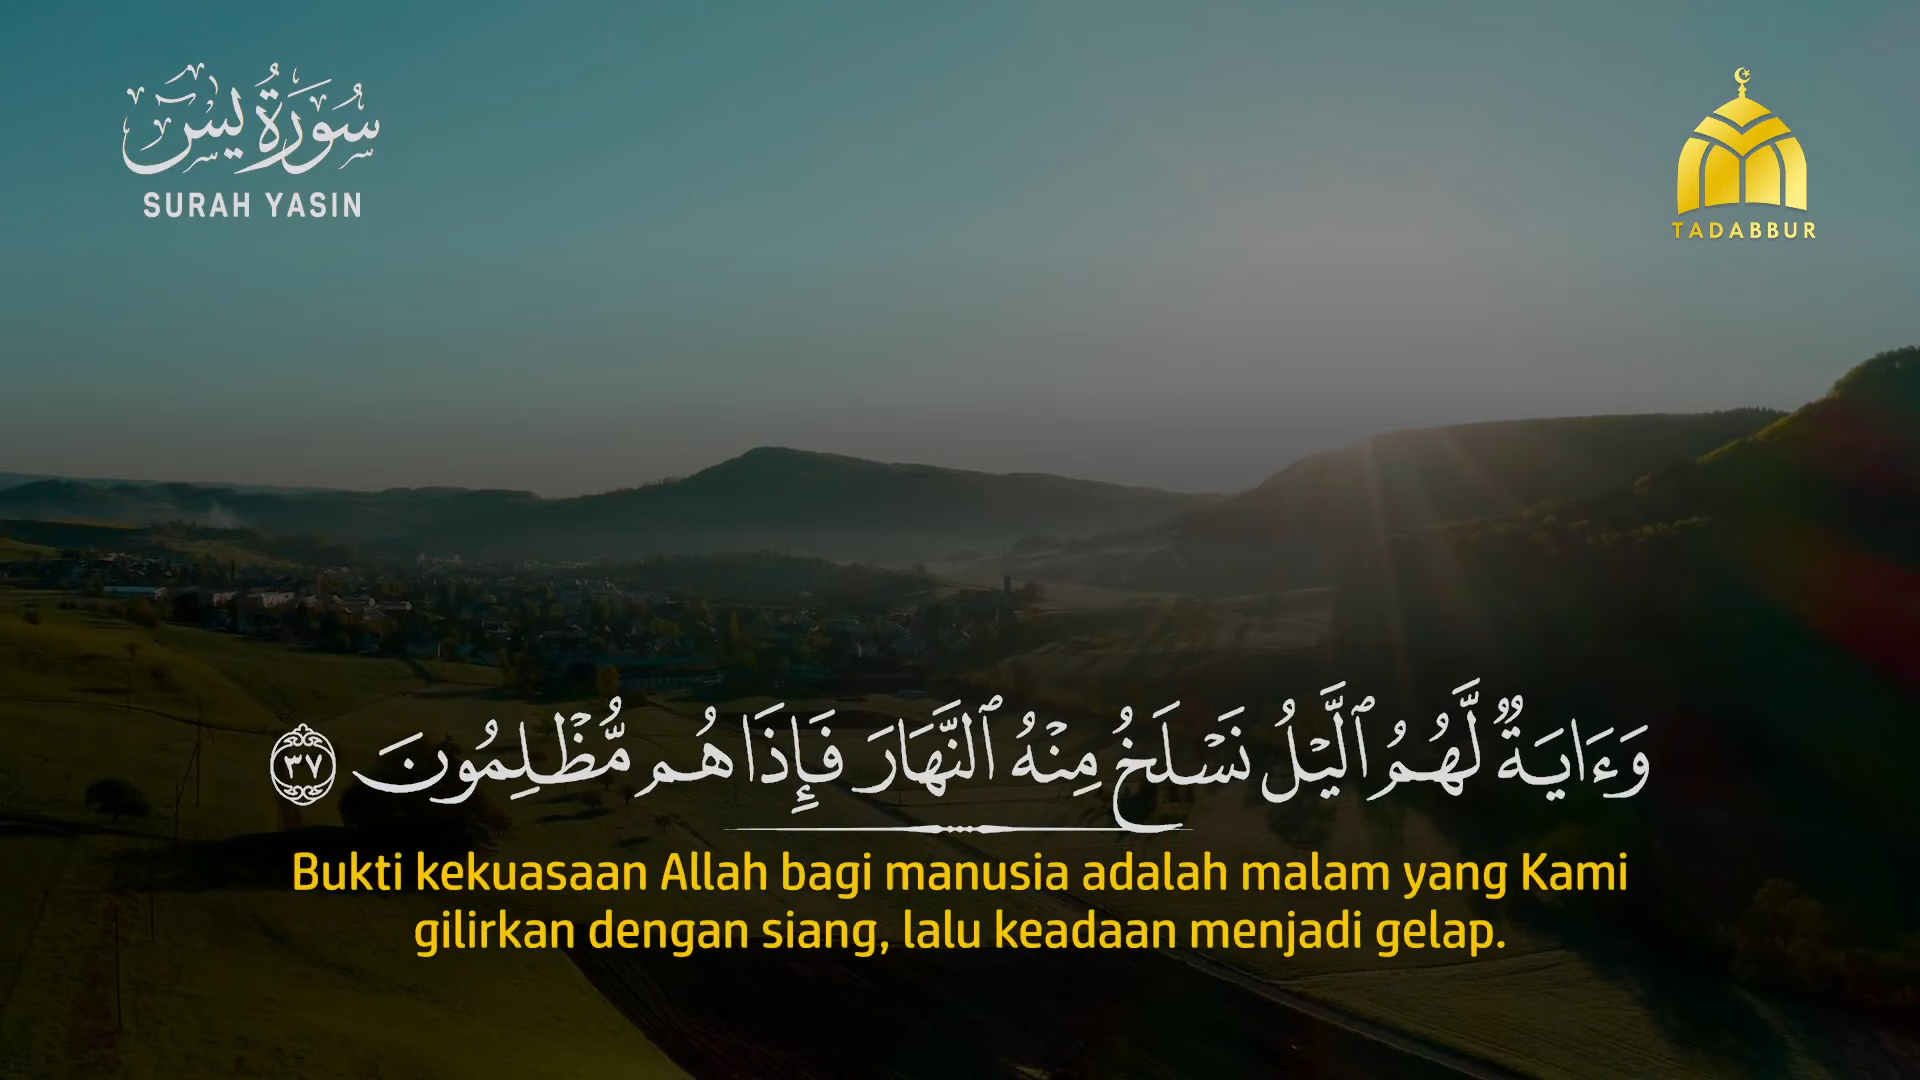 سُورَةُ يسٓ
SURAH YASIN
TADABBUR
وَءَايَةٌ لَّهُمُ ٱلَّيْلُ نَسْلَخُ مِنْهُ ٱلنَّهَارَ فَإِذَا هُم مُّظْلِمُونَ ٣٧
Bukti kekuasaan Allah bagi manusia adalah malam yang Kami
gilirkan dengan siang, lalu keadaan menjadi gelap.